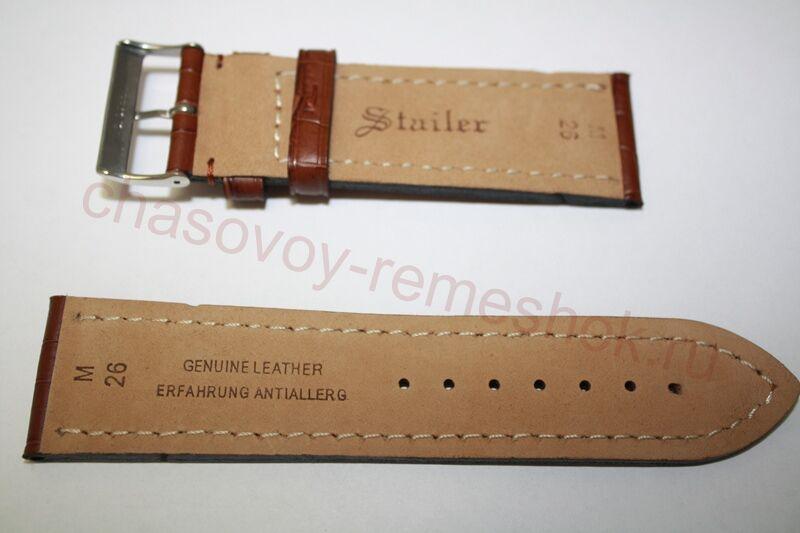 Stailer
M
26
chasovoy-remeshok.ru
M
26
GENUINE LEATHER
ERFAHRUNG ANTIALLERG